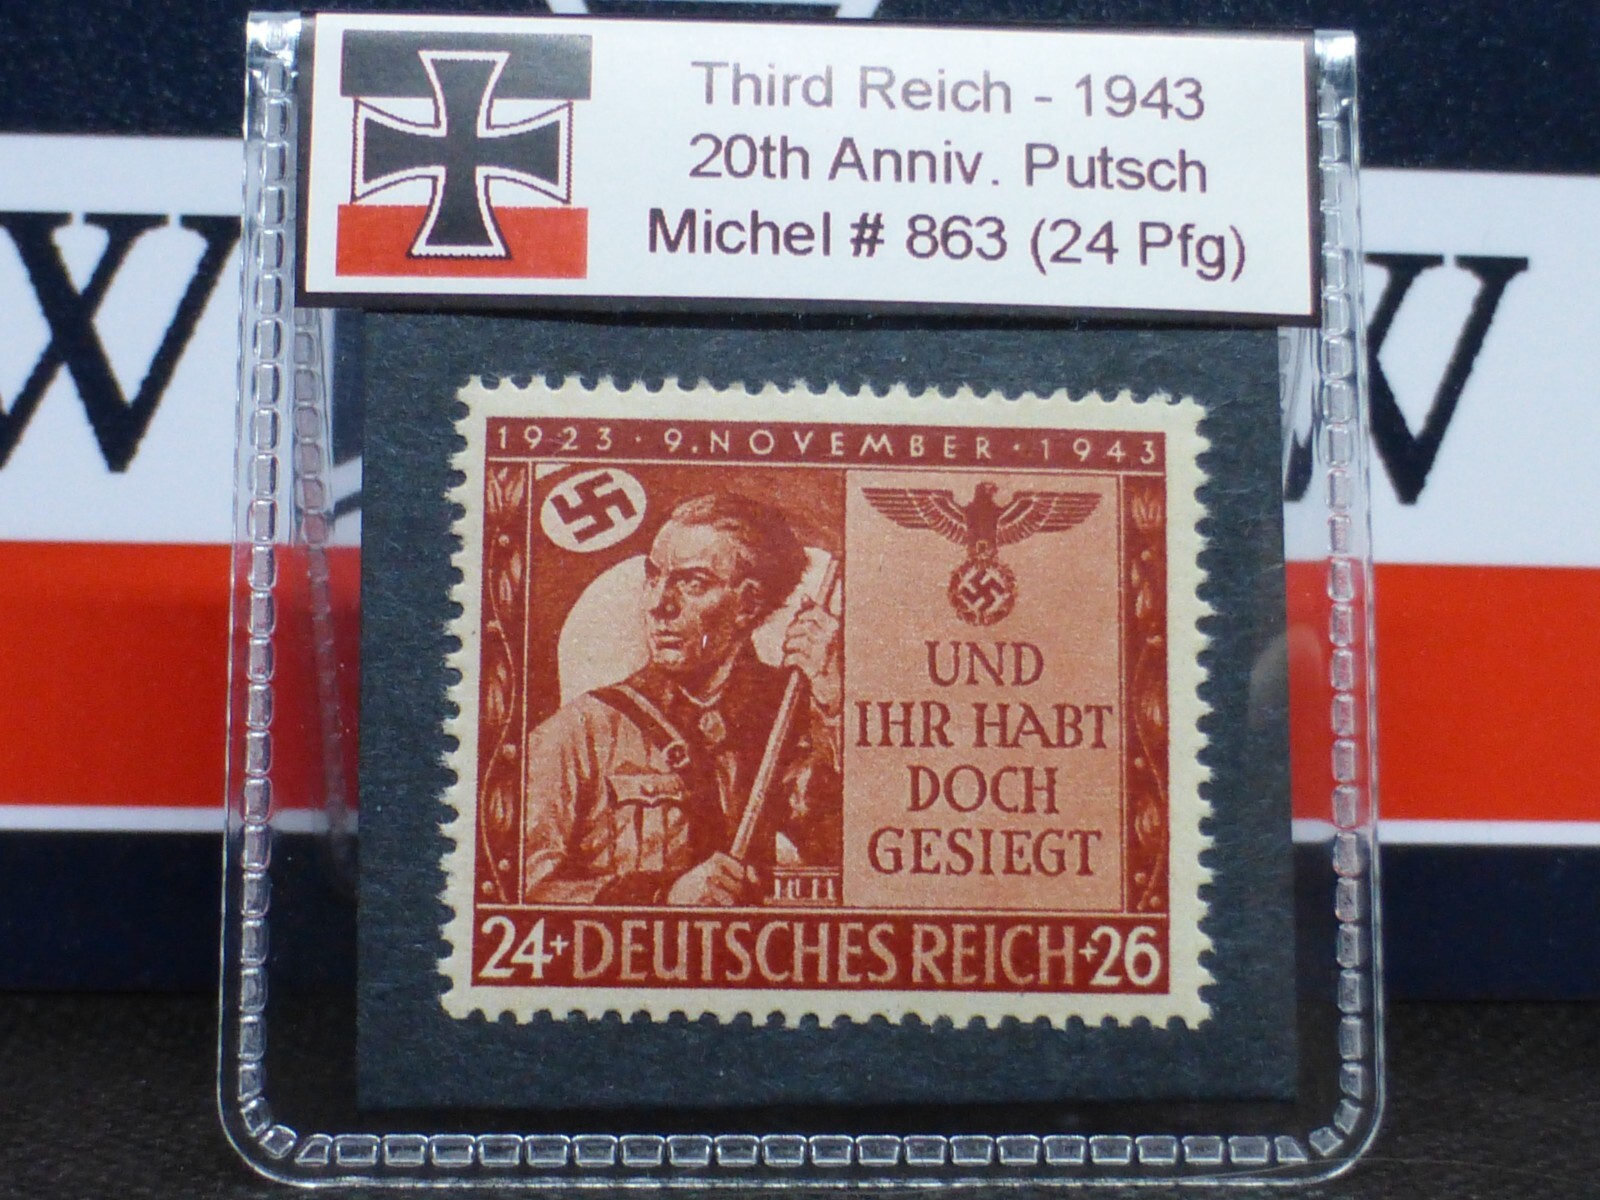 Third Reich - 1943
20th Anniv. Putsch
Michel # 863 (24 Pfg)
W
W
1923 · 9. NOVEMBER · 1943
UND
IHR HABT
DOCH
GESIEGT
24+ DEUTSCHES REICH +26